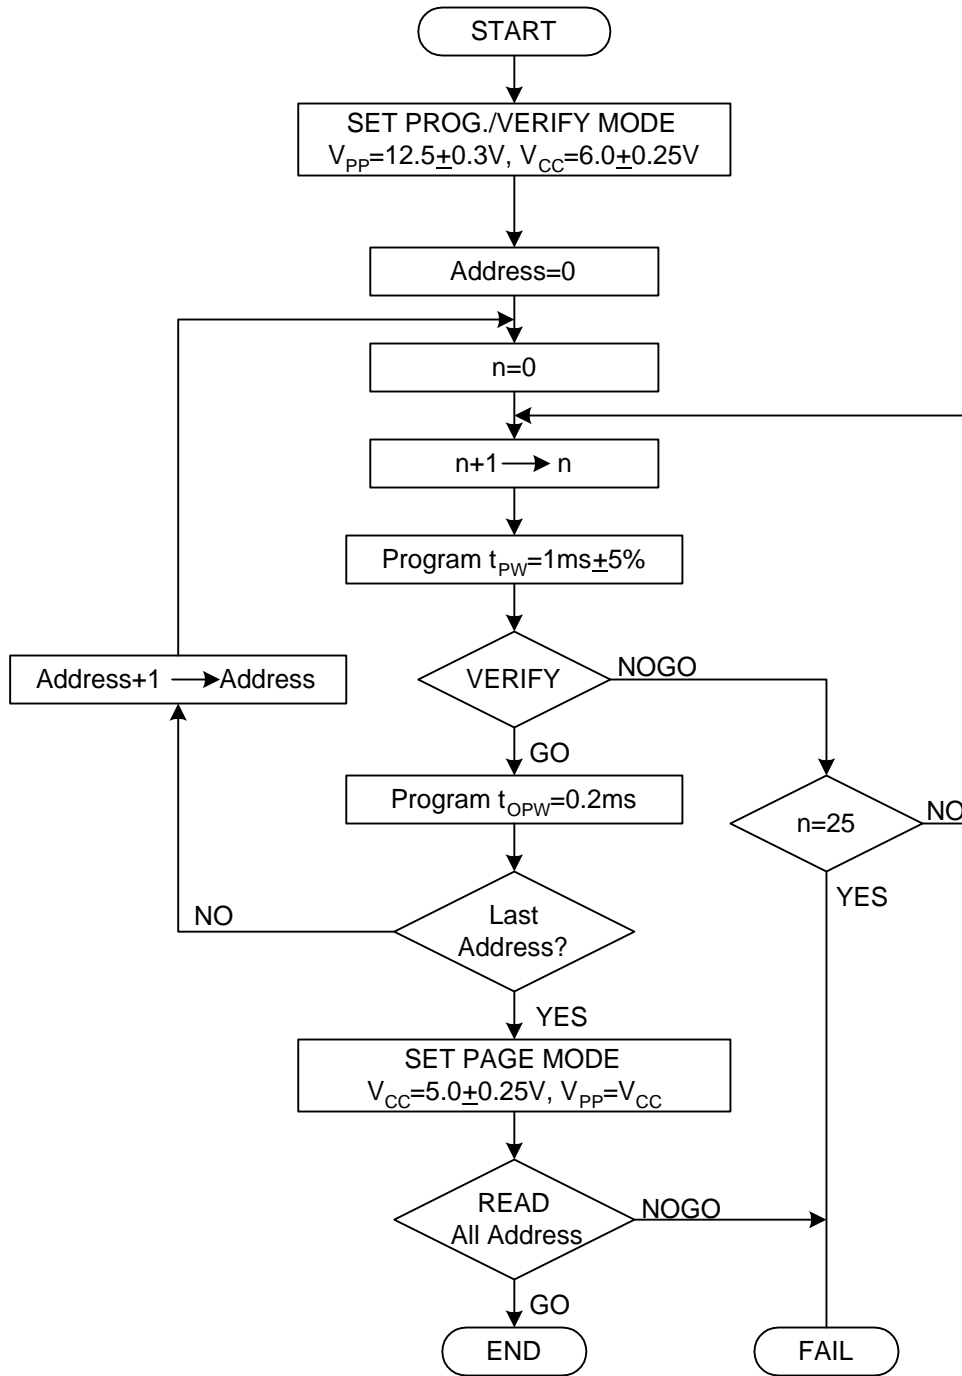 START
SET PROG./VERIFY MODE
VPP=12.5±0.3V, VCC=6.0±0.25V
Address=0
n=0
n+1 → n
Program tPW=1ms±5%
VERIFY
NOGO
Address+1 → Address
GO
Program tOPW=0.2ms
n=25
NO
YES
Last
Address?
NO
YES
SET PAGE MODE
VCC=5.0±0.25V, VPP=VCC
READ
All Address
NOGO
GO
END
FAIL